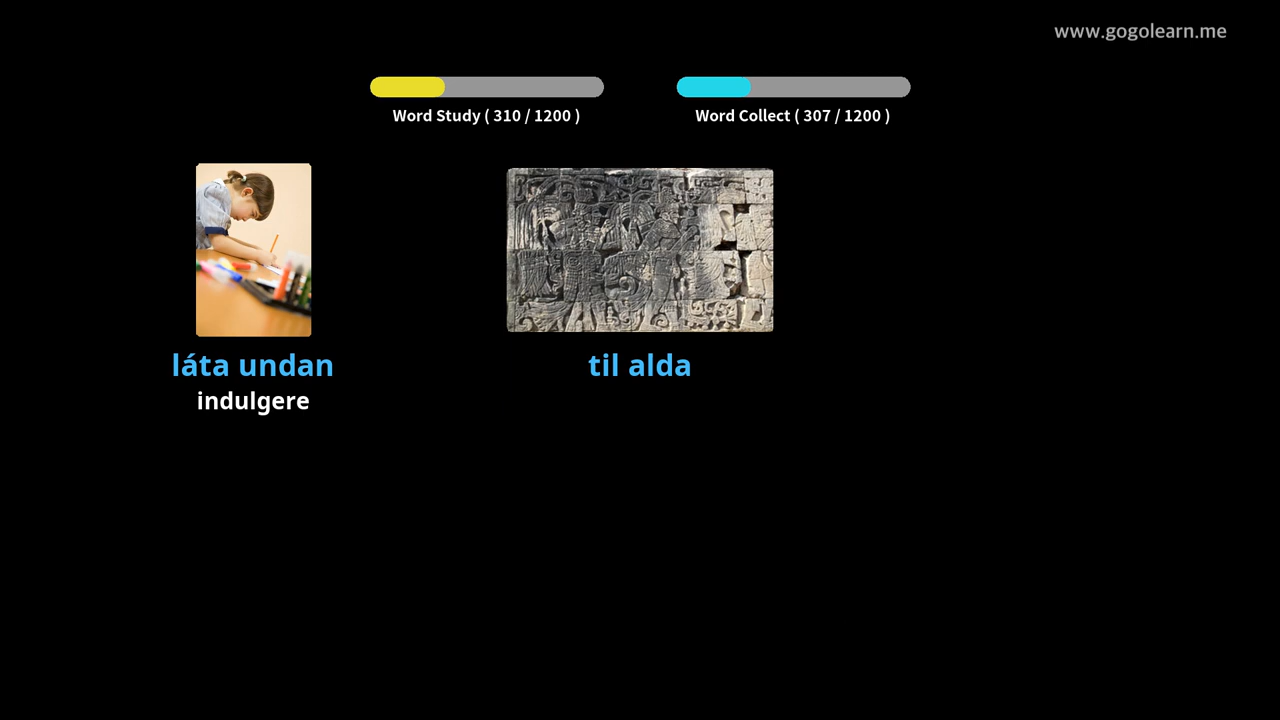 www.gogolearn.me
Word Study ( 310 / 1200 )
Word Collect ( 307 / 1200 )
láta undan
indulgere
til alda